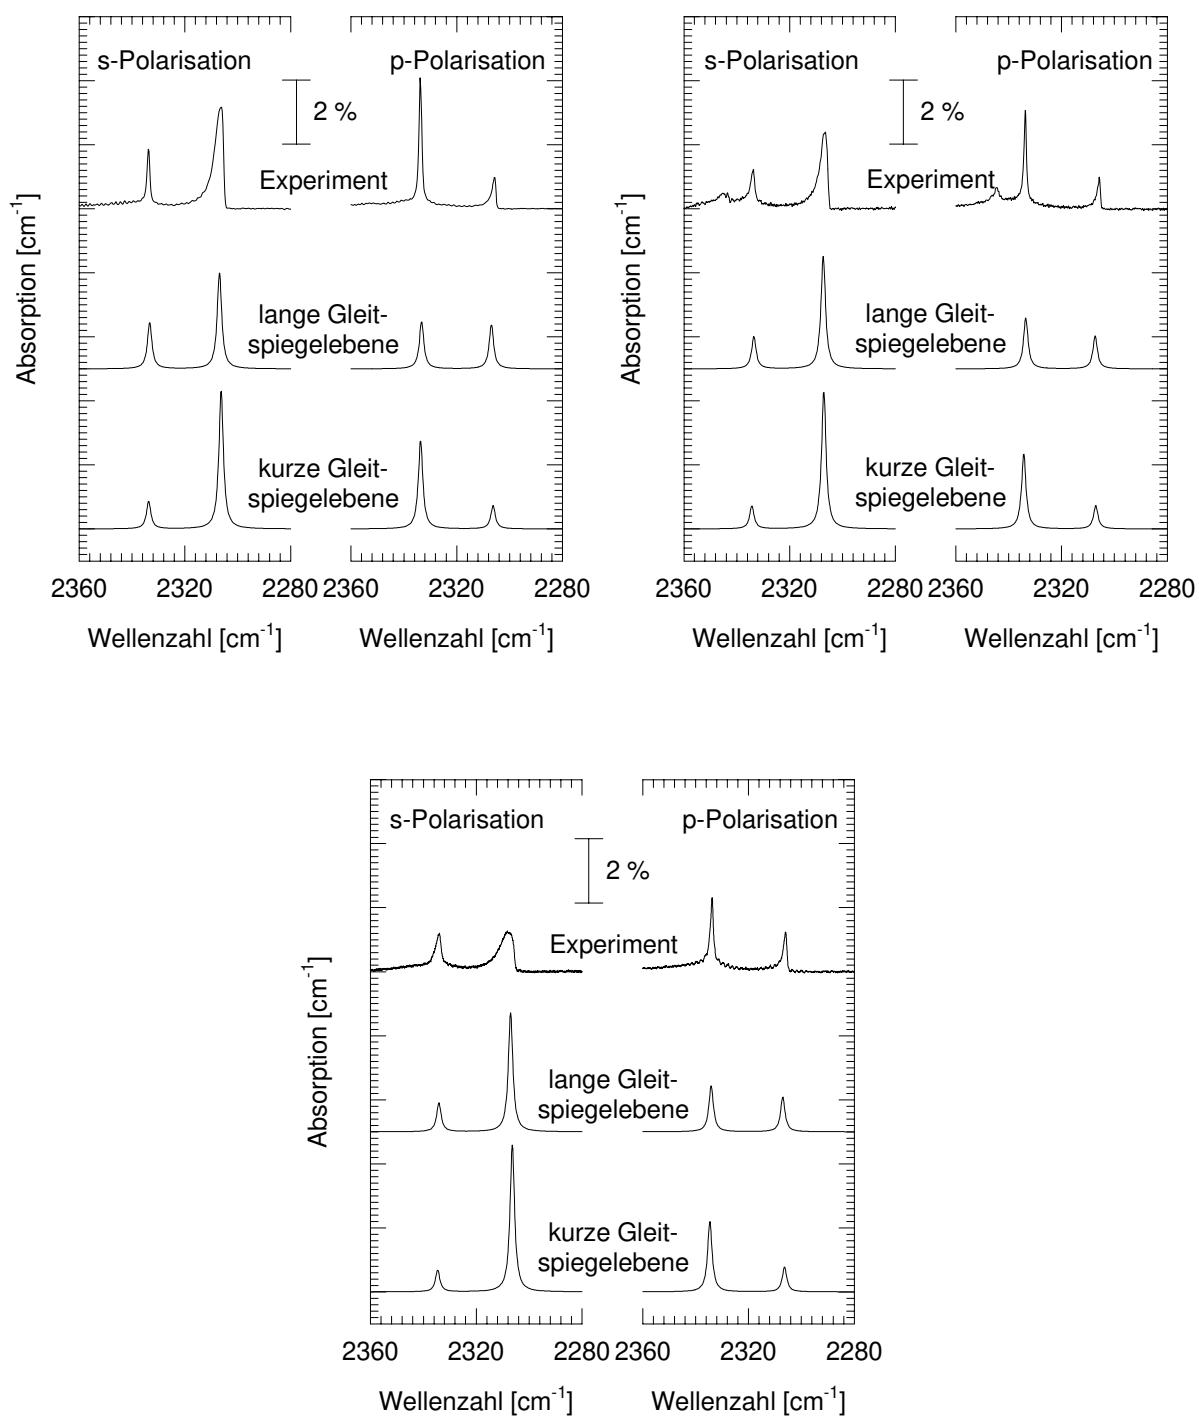 s-Polarisation
p-Polarisation
2 %
Experiment
lange Gleit-
spiegelebene
kurze Gleit-
spiegelebene
Absorption [cm-1]
2360
2320
2280
2360
2320
2280
Wellenzahl [cm-1]
Wellenzahl [cm-1]
s-Polarisation
p-Polarisation
2 %
Experiment
lange Gleit-
spiegelebene
kurze Gleit-
spiegelebene
Absorption [cm-1]
2360
2320
2280
2360
2320
2280
Wellenzahl [cm-1]
Wellenzahl [cm-1]
s-Polarisation
p-Polarisation
2 %
Experiment
lange Gleit-
spiegelebene
kurze Gleit-
spiegelebene
Absorption [cm-1]
2360
2320
2280
2360
2320
2280
Wellenzahl [cm-1]
Wellenzahl [cm-1]